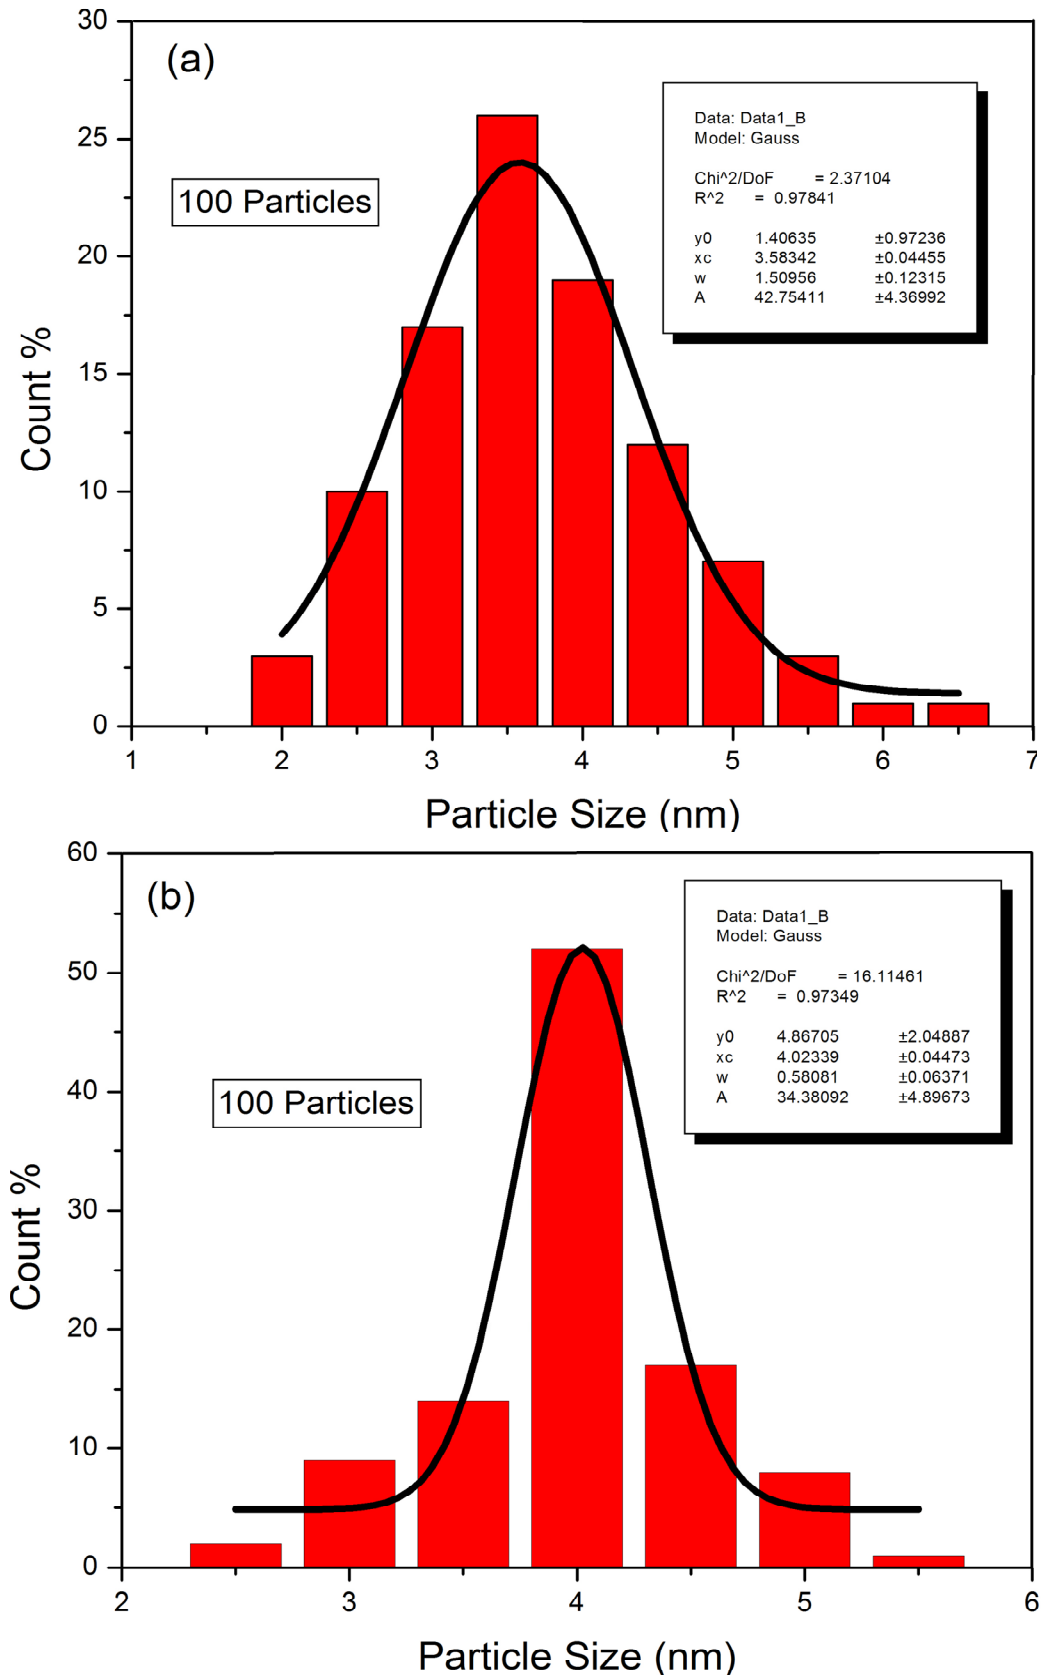 (a)
100 Particles
Data: Data1_B
Model: Gauss
Chi^2/DoF = 2.37104
R^2 = 0.97841
y0 1.40635 ±0.97236
xc 3.58342 ±0.04455
w 1.50956 ±0.12315
A 42.75411 ±4.36992
Count %
30
25
20
15
10
5
0
1 2 3 4 5 6 7
Particle Size (nm)
(b)
100 Particles
Data: Data1_B
Model: Gauss
Chi^2/DoF = 16.11461
R^2 = 0.97349
y0 4.86705 ±2.04887
xc 4.02339 ±0.04473
w 0.58081 ±0.06371
A 34.38092 ±4.89673
Count %
60
50
40
30
20
10
0
2 3 4 5 6
Particle Size (nm)